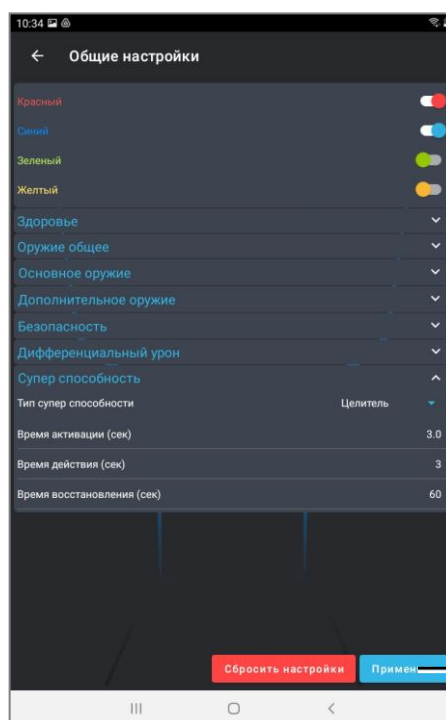 10:34
Общие настройки
Красный
Синий
Зеленый
Желтый
Здоровье
Оружие общее
Основное оружие
Дополнительное оружие
Безопасность
Дифференциальный урон
Супер способность
Тип супер способности Целитель
Время активации (сек) 3.0
Время действия (сек) 3
Время восстановления (сек) 60
Сбросить настройки